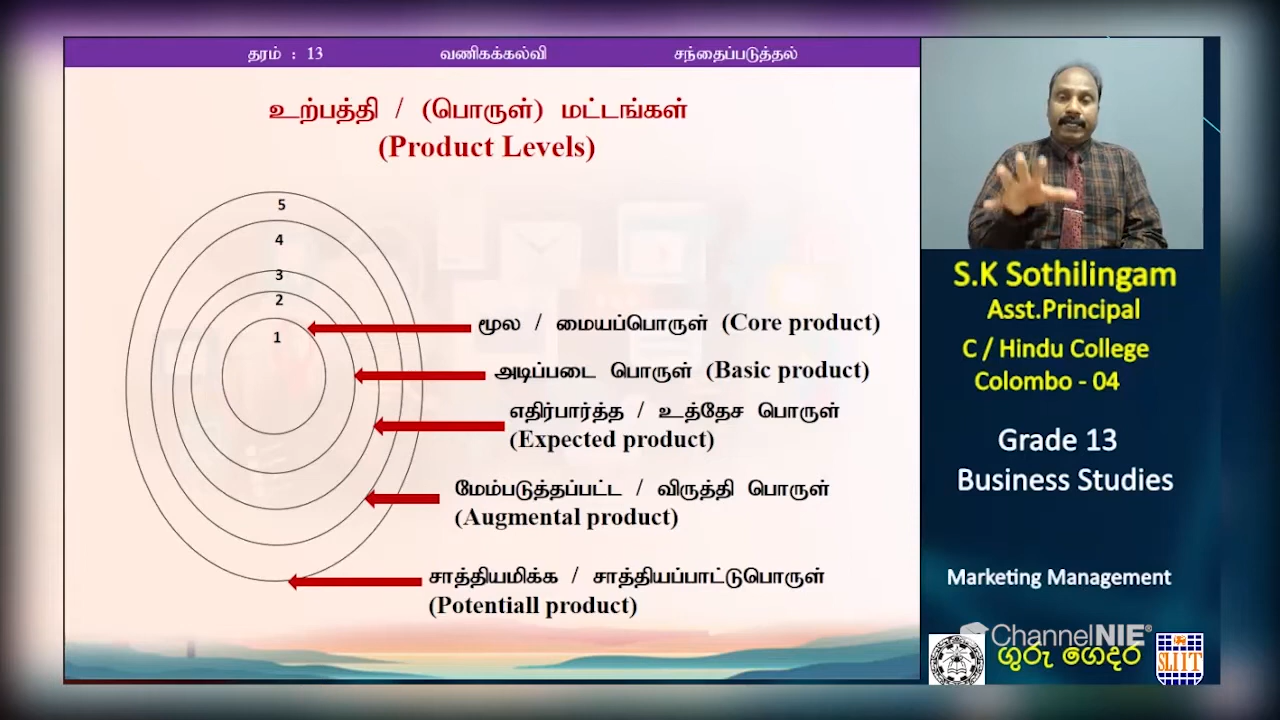 தரம் : 13 வணிகக்கல்வி சந்தைப்படுத்தல்
உற்பத்தி / (பொருள்) மட்டங்கள்
(Product Levels)
5
4
3
2
1
மூல / மையப்பொருள் (Core product)
அடிப்படை பொருள் (Basic product)
எதிர்பார்த்த / உத்தேச பொருள்
(Expected product)
மேம்படுத்தப்பட்ட / விருத்தி பொருள்
(Augmental product)
சாத்தியமிக்க / சாத்தியப்பாட்டுபொருள்
(Potentiall product)
S.K Sothilingam
Asst.Principal
C / Hindu College
Colombo - 04
Grade 13
Business Studies
Marketing Management
ChannelNIE®
ගුරු ගෙදර
SLIIT